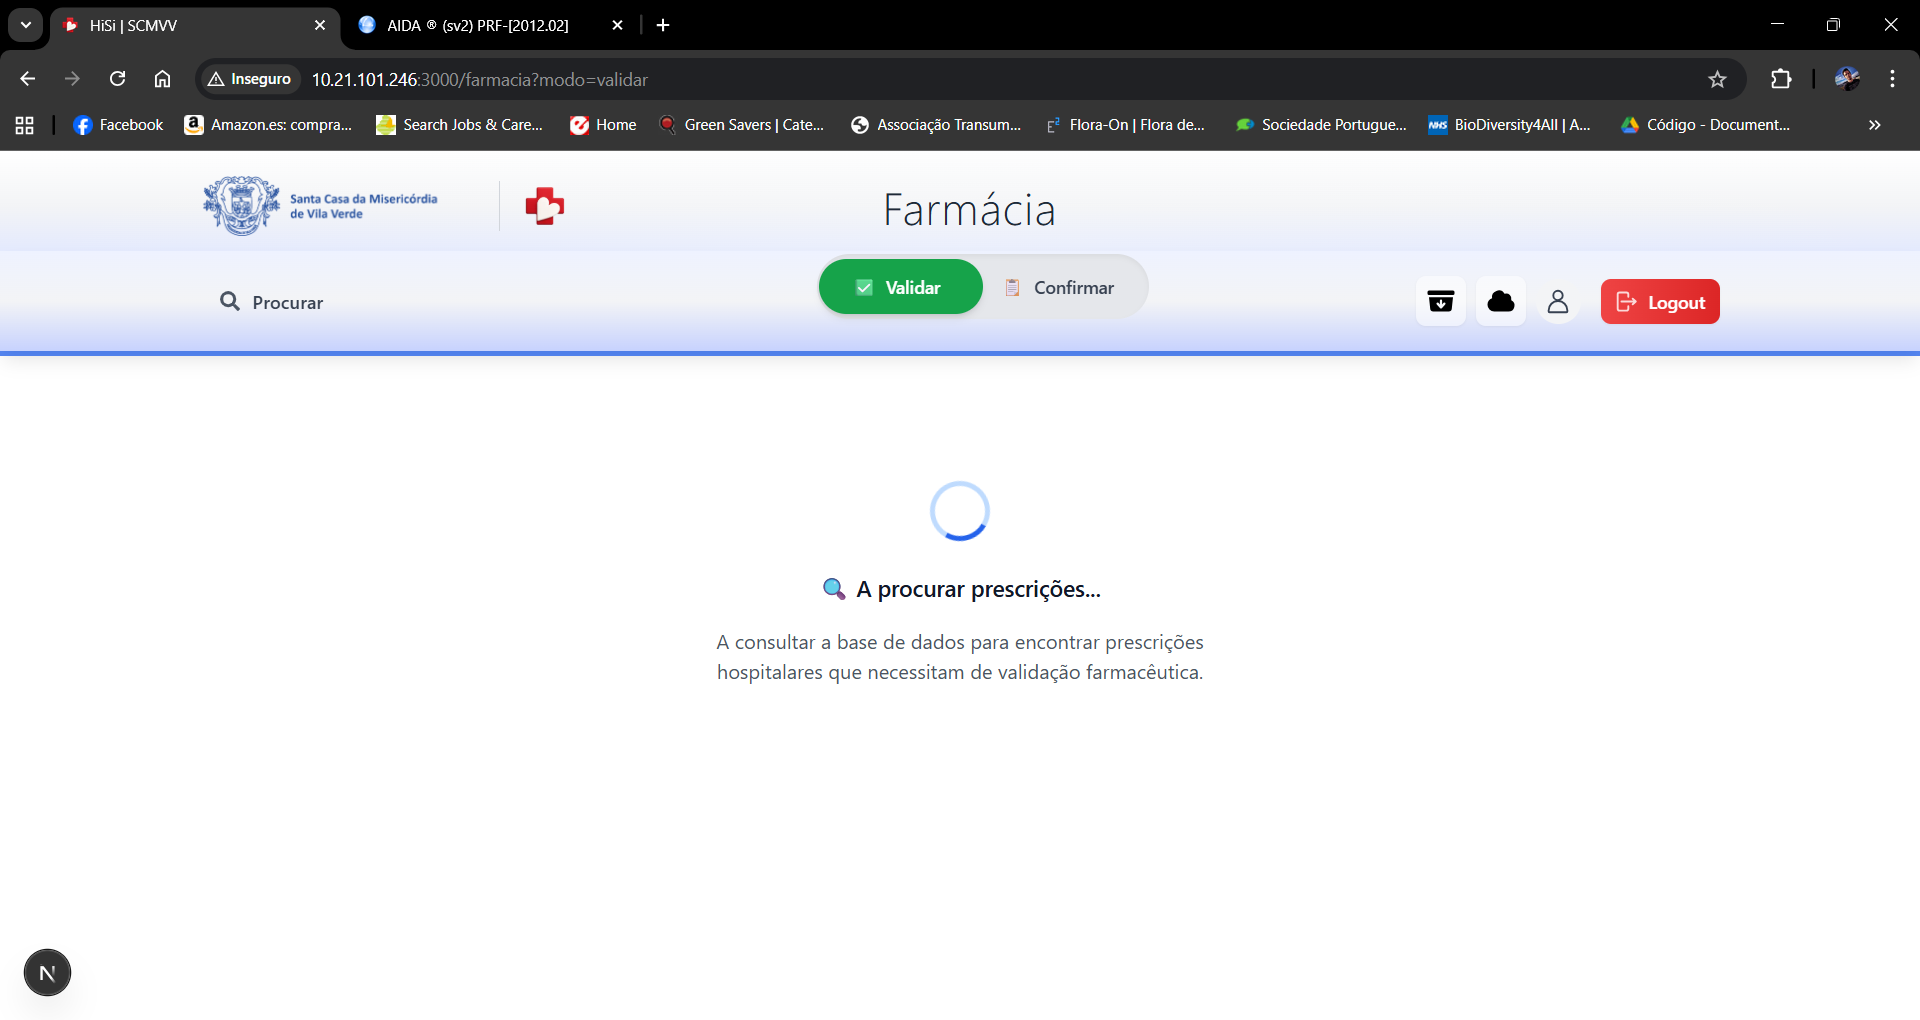 HiSi | SCMVV
AIDA ® (sv2) PRF-[2012.02]
Inseguro
10.21.101.246:3000/farmacia?modo=validar
Facebook
Amazon.es: compra...
Search Jobs & Care...
Home
Green Savers | Cate...
Associação Transum...
Flora-On | Flora de...
Sociedade Portugue...
NHS
BioDiversity4All | A...
Código - Document...
Santa Casa da Misericórdia
de Vila Verde
Farmácia
Procurar
Validar
Confirmar
Logout
A procurar prescrições...
A consultar a base de dados para encontrar prescrições
hospitalares que necessitam de validação farmacêutica.
N